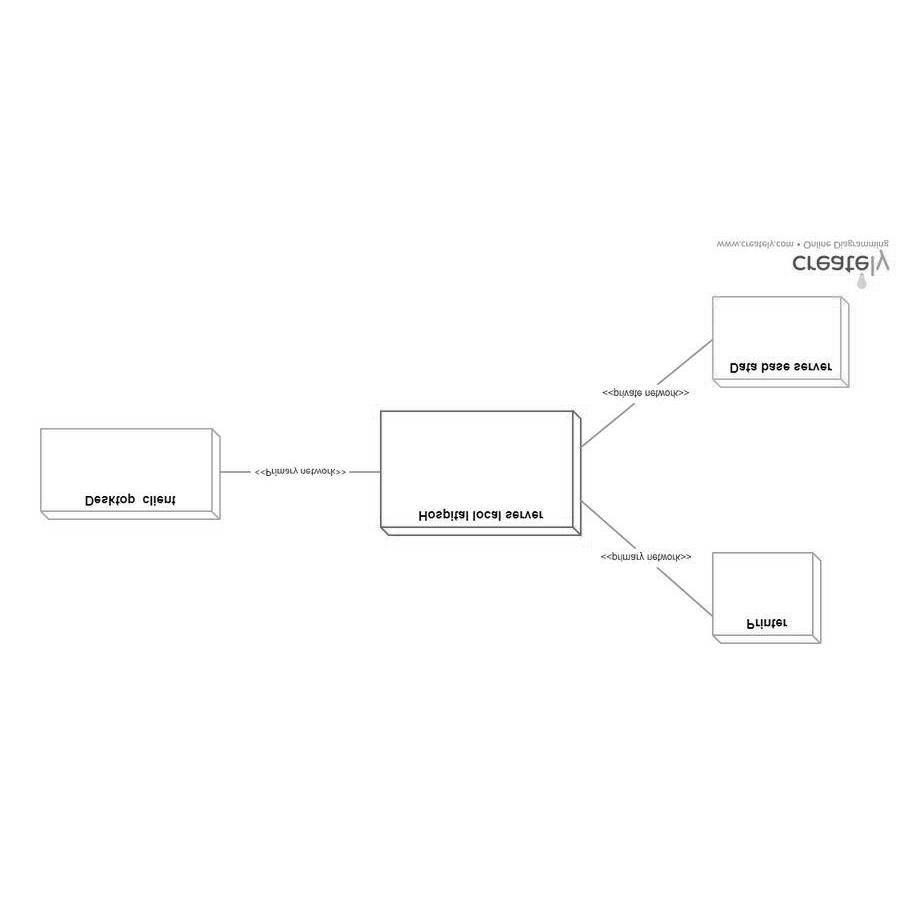 www.creately.com • Online Diagramming
creately
Data base server
<<private network>>
Desktop client
<<Primary network>>
Hospital local server
<<primary network>>
Printer